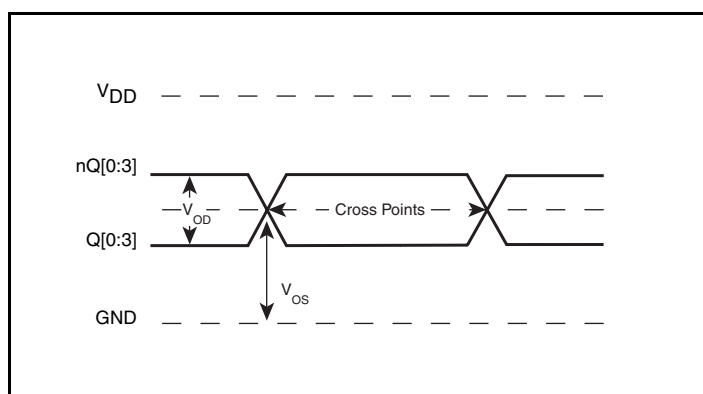 VDD
nQ[0:3]
VOD
Cross Points
Q[0:3]
VOS
GND